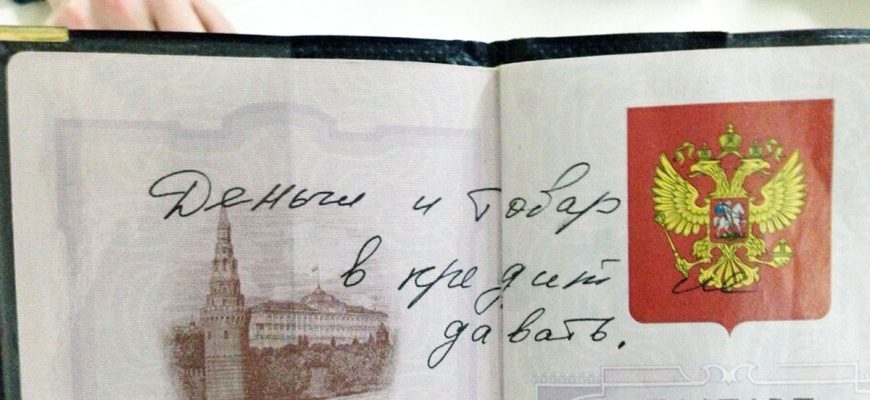 Деньги и товар
в кредит не
давать.